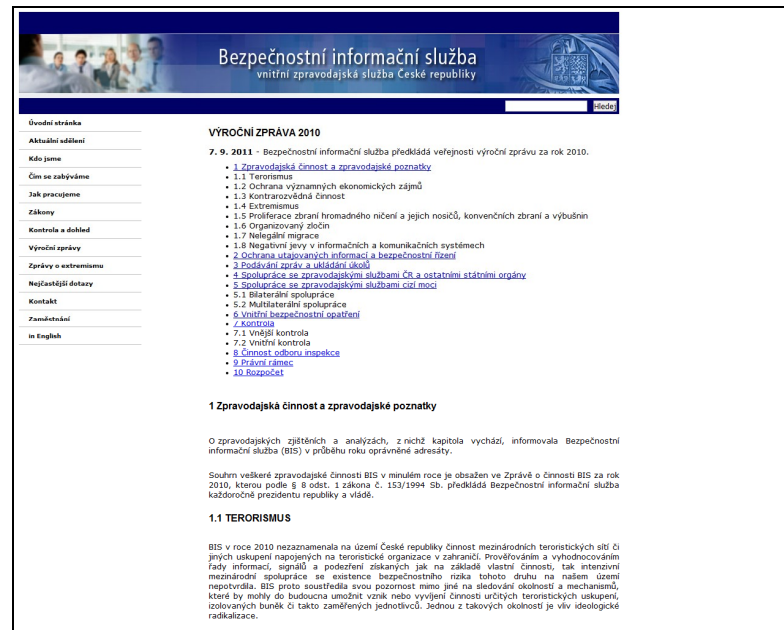 Bezpečnostní informační služba
vnitřní zpravodajská služba České republiky
Hledej
Úvodní stránka
Aktuální sdělení
Kdo jsme
Čím se zabýváme
Jak pracujeme
Zákony
Kontrola a dohled
Výroční zprávy
Zprávy o extremismu
Nejčastější dotazy
Kontakt
Zaměstnání
in English
VÝROČNÍ ZPRÁVA 2010
7. 9. 2011 - Bezpečnostní informační služba předkládá veřejnosti výroční zprávu za rok 2010.
• 1 Zpravodajská činnost a zpravodajské poznatky
• 1.1 Terorismus
• 1.2 Ochrana významných ekonomických zájmů
• 1.3 Kontrarozvědná činnost
• 1.4 Extremismus
• 1.5 Proliferace zbraní hromadného ničení a jejich nosičů, konvenčních zbraní a výbušnin
• 1.6 Organizovaný zločin
• 1.7 Nelegální migrace
• 1.8 Negativní jevy v informačních a komunikačních systémech
• 2 Ochrana utajovaných informací a bezpečnostní řízení
• 3 Podávání zpráv a ukládání úkolů
• 4 Spolupráce se zpravodajskými službami ČR a ostatními státními orgány
• 5 Spolupráce se zpravodajskými službami cizí moci
• 5.1 Bilaterální spolupráce
• 5.2 Multilaterální spolupráce
• 6 Vnitřní bezpečnostní opatření
• 7 Kontrola
• 7.1 Vnější kontrola
• 7.2 Vnitřní kontrola
• 8 Činnost odboru inspekce
• 9 Právní rámec
• 10 Rozpočet
1 Zpravodajská činnost a zpravodajské poznatky
O zpravodajských zjištěních a analýzách, z nichž kapitola vychází, informovala Bezpečnostní
informační služba (BIS) v průběhu roku oprávněné adresáty.
Souhrn veškeré zpravodajské činnosti BIS v minulém roce je obsažen ve Zprávě o činnosti BIS za rok
2010, kterou podle § 8 odst. 1 zákona č. 153/1994 Sb. předkládá Bezpečnostní informační služba
každoročně prezidentu republiky a vládě.
1.1 TERORISMUS
BIS v roce 2010 nezaznamenala na území České republiky činnost mezinárodních teroristických sítí či
jiných uskupení napojených na teroristické organizace v zahraničí. Prověřováním a vyhodnocováním
řady informací, signálů a podezření získaných jak na základě vlastní činnosti, tak intenzivní
mezinárodní spolupráce se existence bezpečnostního rizika tohoto druhu na našem území
nepotvrdila. BIS proto soustředila svou pozornost mimo jiné na sledování okolností a mechanismů,
které by mohly do budoucna umožnit vznik nebo vyvíjení činnosti určitých teroristických uskupení,
izolovaných buněk či takto zaměřených jednotlivců. Jednou z takových okolností je vliv ideologické
radikalizace.